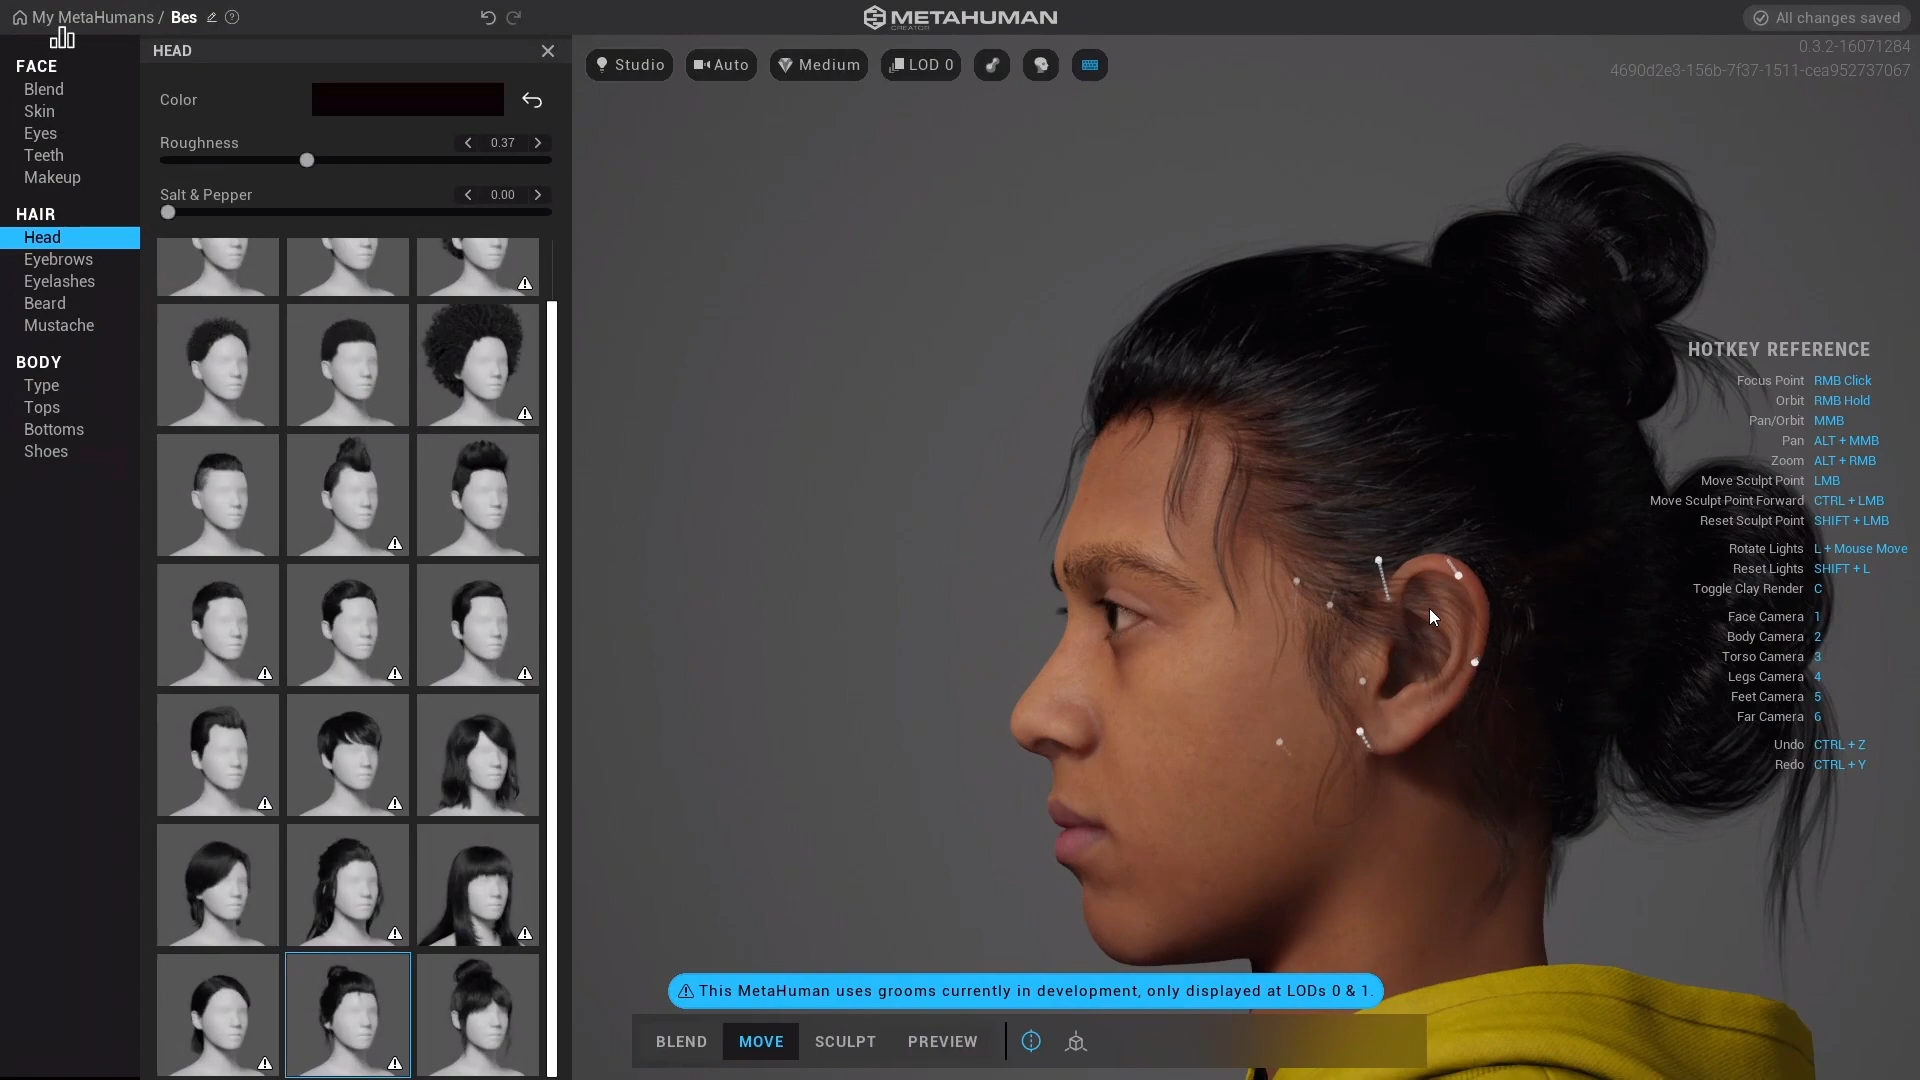 My MetaHumans / Bes
METAHUMAN
CREATOR
All changes saved
0.3.2-16071284
4690d2e3-156b-7f37-1511-cea952737067
FACE
Blend
Skin
Eyes
Teeth
Makeup
HAIR
Head
Eyebrows
Eyelashes
Beard
Mustache
BODY
Type
Tops
Bottoms
Shoes
HEAD
Color
Roughness 0.37
Salt & Pepper 0.00
Studio
Auto
Medium
LOD 0
HOTKEY REFERENCE
Focus Point RMB Click
Orbit RMB Hold
Pan/Orbit MMB
Pan ALT + MMB
Zoom ALT + RMB
Move Sculpt Point LMB
Move Sculpt Point Forward CTRL + LMB
Reset Sculpt Point SHIFT + LMB
Rotate Lights L + Mouse Move
Reset Lights SHIFT + L
Toggle Clay Render C
Face Camera 1
Body Camera 2
Torso Camera 3
Legs Camera 4
Feet Camera 5
Far Camera 6
Undo CTRL + Z
Redo CTRL + Y
This MetaHuman uses grooms currently in development, only displayed at LODs 0 & 1.
BLEND
MOVE
SCULPT
PREVIEW